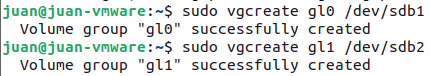 juan@juan-vmware:~$ sudo vgcreate gl0 /dev/sdb1
  Volume group "gl0" successfully created
juan@juan-vmware:~$ sudo vgcreate gl1 /dev/sdb2
  Volume group "gl1" successfully created